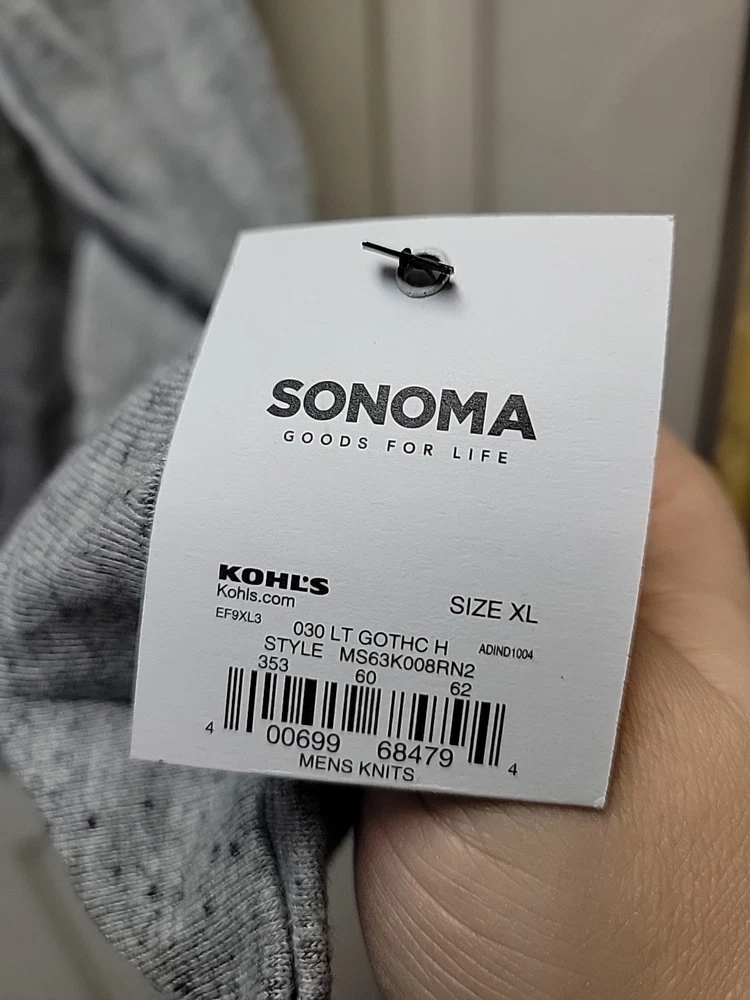 SONOMA
GOODS FOR LIFE
KOHL'S
Kohls.com
SIZE XL
EF9XL3
030 LT GOTHC H
ADIND1004
STYLE MS63K008RN2
353 60 62
4 00699 68479 4
MENS KNITS